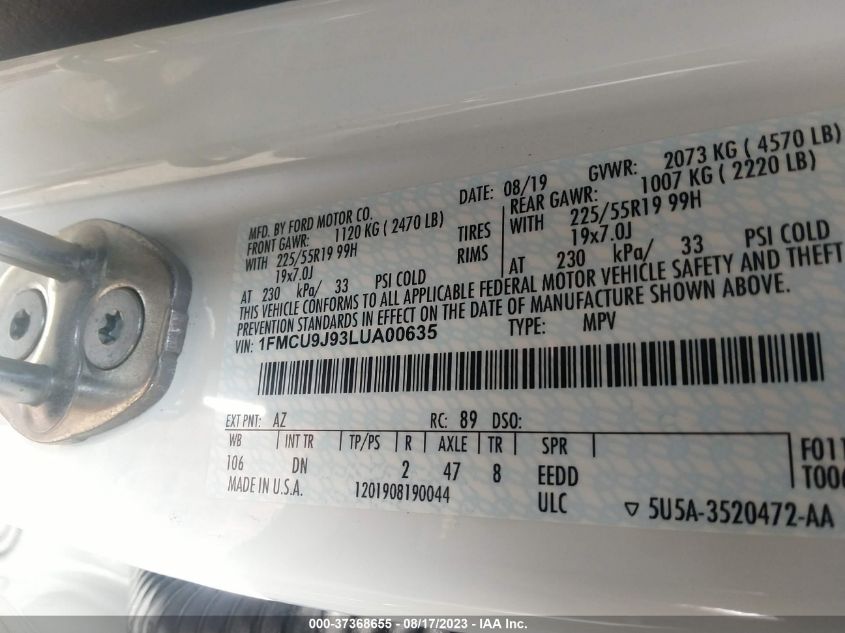 MFD. BY FORD MOTOR CO. DATE: 08/19 GVWR: 2073 KG ( 4570 LB)
FRONT GAWR: 1120 KG ( 2470 LB) REAR GAWR: 1007 KG ( 2220 LB)
WITH 225/55R19 99H TIRES WITH 225/55R19 99H
19x7.0J RIMS 19x7.0J
AT 230 kPa/ 33 PSI COLD AT 230 kPa/ 33 PSI COLD
THIS VEHICLE CONFORMS TO ALL APPLICABLE FEDERAL MOTOR VEHICLE SAFETY AND THEFT
PREVENTION STANDARDS IN EFFECT ON THE DATE OF MANUFACTURE SHOWN ABOVE.
VIN: 1FMCU9J93LUA00635 TYPE: MPV
EXT PNT: AZ RC: 89 DSO:
WB INT TR TP/PS R AXLE TR SPR
106 DN 2 47 8 EEDD
MADE IN U.S.A. 1201908190044 ULC
F011
T006
▽ 5U5A-3520472-AA
000-37368655 - 08/17/2023 - IAA Inc.